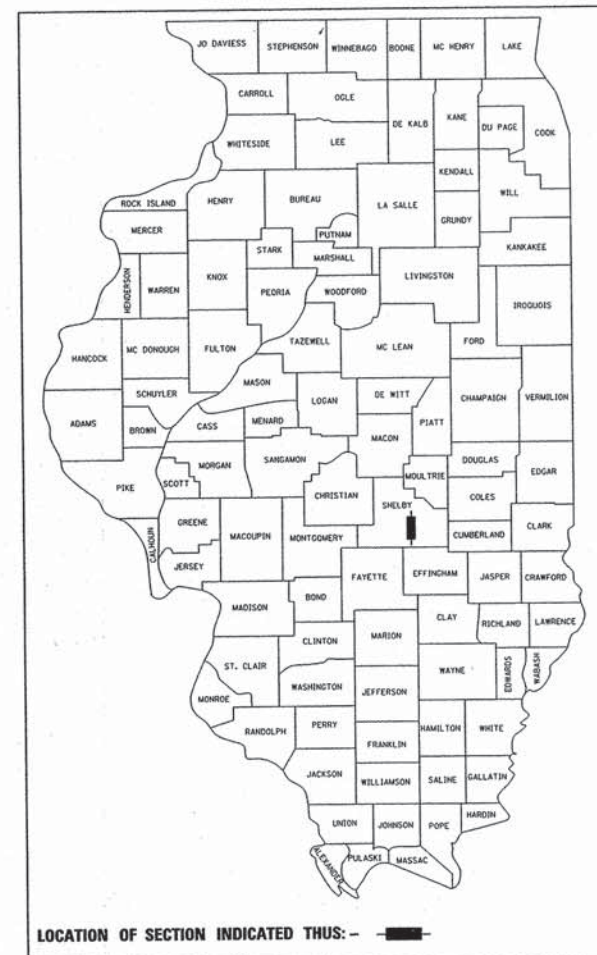 JO DAVIESS
STEPHENSON
WINNEBAGO
BOONE
MC HENRY
LAKE
CARROLL
OGLE
DE KALB
KANE
DU PAGE
COOK
WHITESIDE
LEE
KENDALL
WILL
ROCK ISLAND
HENRY
BUREAU
LA SALLE
GRUNDY
MERCER
PUTNAM
STARK
MARSHALL
KANKAKEE
HENDERSON
WARREN
KNOX
PEORIA
WOODFORD
LIVINGSTON
IROQUOIS
HANCOCK
MC DONOUGH
FULTON
TAZEWELL
MC LEAN
FORD
MASON
SCHUYLER
LOGAN
DE WITT
CHAMPAIGN
VERMILION
ADAMS
BROWN
CASS
MENARD
MACON
PIATT
MORGAN
SANGAMON
DOUGLAS
EDGAR
PIKE
SCOTT
CHRISTIAN
MOULTRIE
COLES
SHELBY
CALHOUN
GREENE
MACOUPIN
MONTGOMERY
CUMBERLAND
CLARK
JERSEY
FAYETTE
EFFINGHAM
JASPER
CRAWFORD
MADISON
BOND
CLAY
RICHLAND
LAWRENCE
CLINTON
MARION
ST. CLAIR
WAYNE
EDWARDS
WABASH
WASHINGTON
JEFFERSON
MONROE
RANDOLPH
PERRY
HAMILTON
WHITE
FRANKLIN
JACKSON
WILLIAMSON
SALINE
GALLATIN
UNION
JOHNSON
POPE
HARDIN
ALEXANDER
PULASKI
MASSAC
LOCATION OF SECTION INDICATED THUS: -